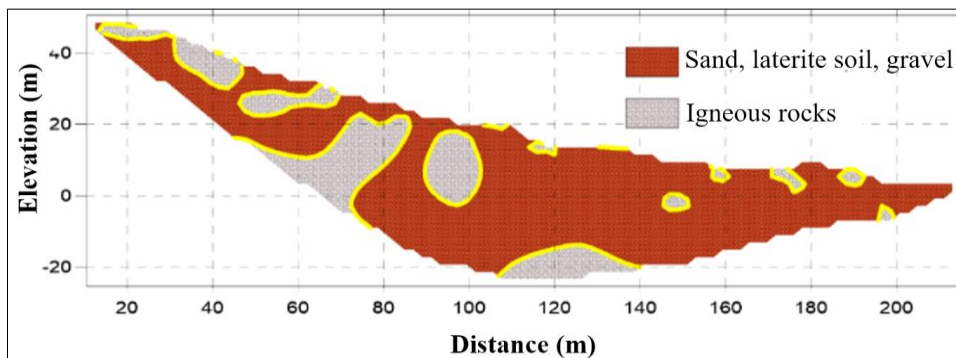 Elevation (m)
40
20
0
-20
Sand, laterite soil, gravel
Igneous rocks
20 40 60 80 100 120 140 160 180 200
Distance (m)